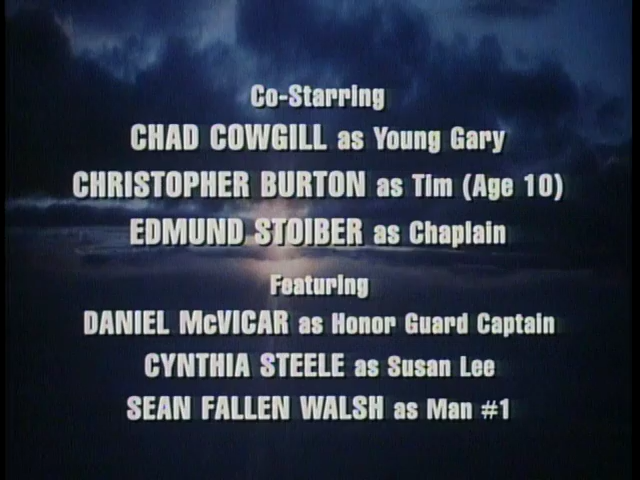 Co-Starring
CHAD COWGILL as Young Gary
CHRISTOPHER BURTON as Tim (Age 10)
EDMUND STOIBER as Chaplain
Featuring
DANIEL McVICAR as Honor Guard Captain
CYNTHIA STEELE as Susan Lee
SEAN FALLEN WALSH as Man #1